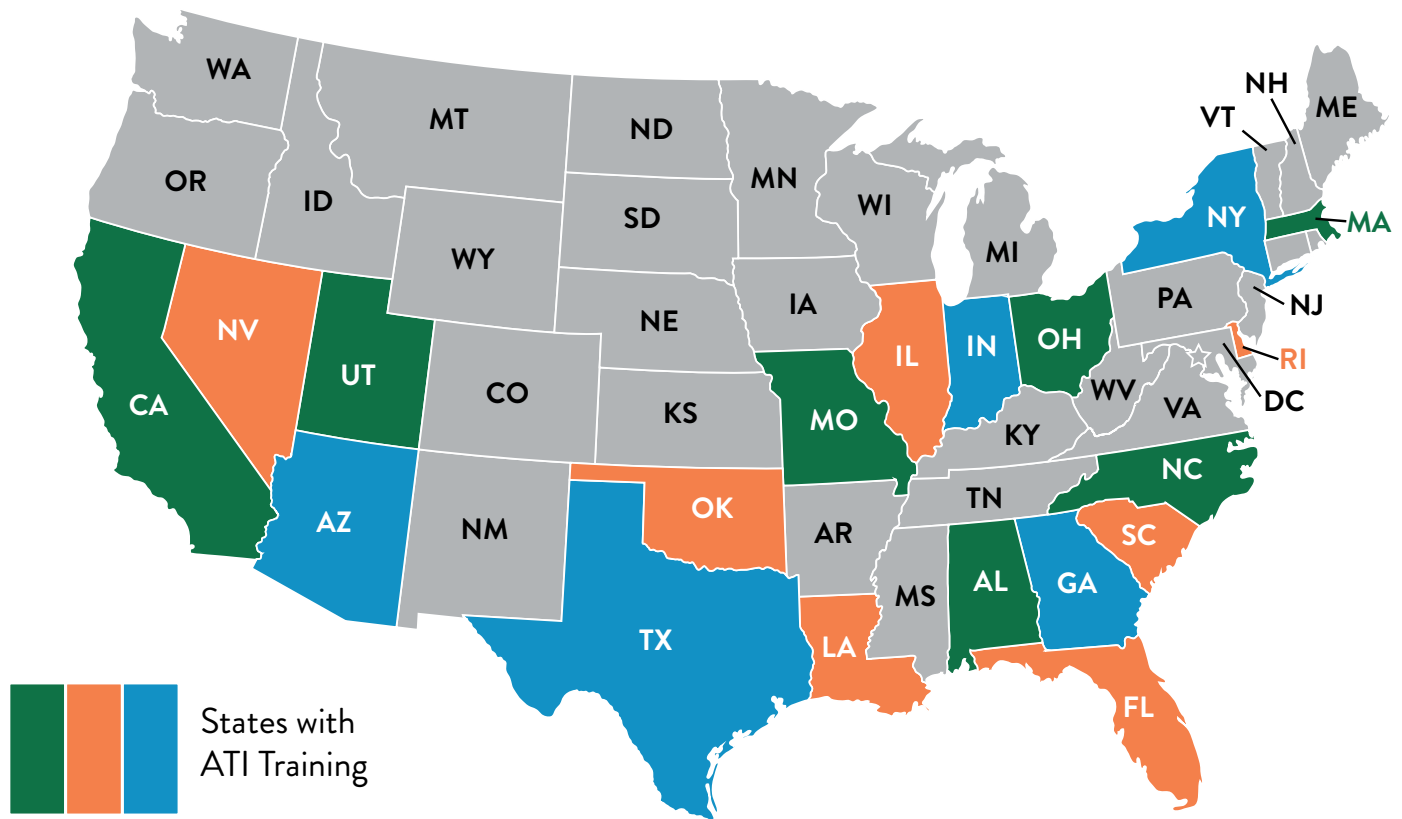 WA
MT
ND
MN
WI
MI
VT
NH
ME
OR
ID
SD
WY
NY
MA
NE
IA
PA
NJ
NV
UT
CO
KS
IL
IN
OH
RI
DC
CA
MO
WV
VA
KY
NC
TN
AZ
NM
OK
AR
SC
TX
MS
AL
GA
LA
FL
States with
ATI Training